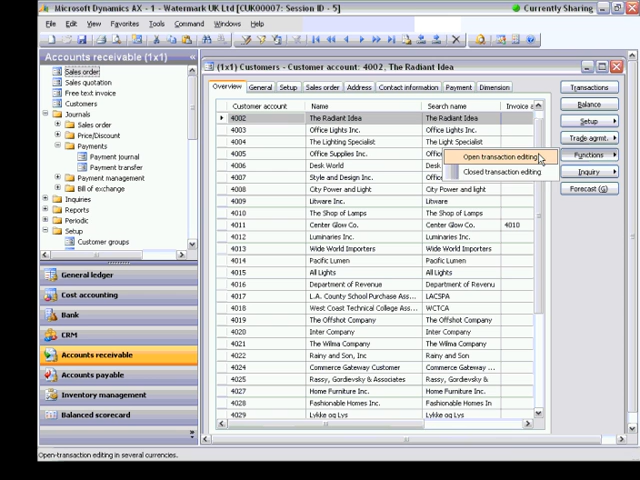 Microsoft Dynamics AX - 1 - Watermark UK Ltd [CUK00007: Session ID - 5]
Currently Sharing
File Edit View Favorites Tools Command Windows Help
Accounts receivable (1x1)
Sales order
Sales quotation
Free text invoice
Customers
Journals
Sales order
Price/Discount
Payments
Payment journal
Payment transfer
Payment management
Bill of exchange
Inquiries
Reports
Periodic
Setup
Customer groups
General ledger
Cost accounting
Bank
CRM
Accounts receivable
Accounts payable
Inventory management
Balanced scorecard
(1x1) Customers - Customer account: 4002, The Radiant Idea
Overview General Setup Sales order Address Contact information Payment Dimension
Customer account Name Search name Invoice a
4002 The Radiant Idea The Radiant Idea
4003 Office Lights Inc. Office Lights Inc.
4004 The Lighting Specialist The Light Specialist
4005 Office Supplies Inc. Offic
4006 Desk World Desk
4007 Style and Design Inc. Style and Design Inc.
4008 City Power and Light City Power and light
4009 Litware Litware
4010 The Shop of Lamps The Shop of Lamps
4011 Center Glow Co. Center Glow Co. 4010
4012 Luminaries Inc. Luminaries Inc.
4013 Wide World Importers Wide World Importers
4014 Pacific Lumen Pacific Lumen
4015 All Lights All Lights
4016 Department of Revenue Department of Revenue
4017 L.A. County School Purchase Ass... LACSPA
4018 West Coast Technical College Ass... WCTCA
4019 The Offshot Company The Offshot Company
4020 Inter Company Inter Company
4021 The Wilma Company The Wilma Company
4022 Rainy and Son, Inc Rainy and Son
4024 Commerce Gateway Customer Commerce Gateway
4025 Rassy, Gordievsky & Associates Rassy, Gordievsky &
4027 Home Furniture Inc. Home Furniture Inc.
4028 Fashionable Homes Inc. Fashionable Homes In
4029 Lykke og Lys Lykke og Lys
Open transaction editing
Closed transaction editing
Transactions
Balance
Setup
Trade agrmt.
Functions
Inquiry
Forecast (G)
Open-transaction editing in several currencies.